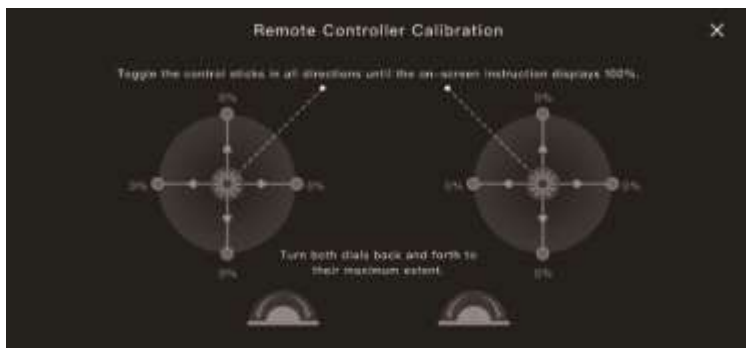 Remote Controller Calibration
Toggle the control sticks in all directions until the on-screen instruction displays 100%.
0% 0%
0% 0% 0% 0%
0% 0%
Turn both dials back and forth to
their maximum extent.